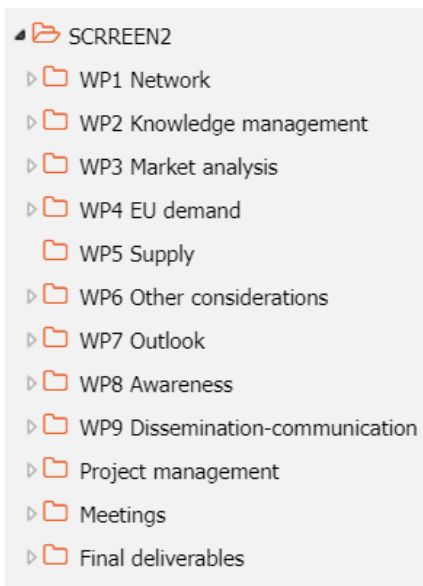 SCRREEN2
WP1 Network
WP2 Knowledge management
WP3 Market analysis
WP4 EU demand
WP5 Supply
WP6 Other considerations
WP7 Outlook
WP8 Awareness
WP9 Dissemination-communication
Project management
Meetings
Final deliverables